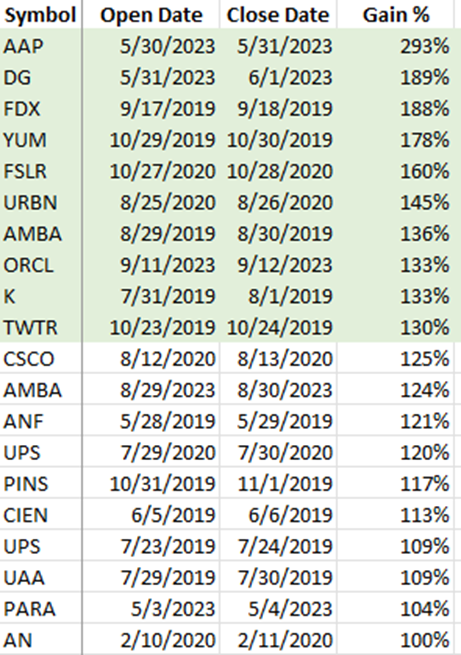 Symbol Open Date Close Date Gain %
AAP 5/30/2023 5/31/2023 293%
DG 5/31/2023 6/1/2023 189%
FDX 9/17/2019 9/18/2019 188%
YUM 10/29/2019 10/30/2019 178%
FSLR 10/27/2020 10/28/2020 160%
URBN 8/25/2020 8/26/2020 145%
AMBA 8/29/2019 8/30/2019 136%
ORCL 9/11/2023 9/12/2023 133%
K 7/31/2019 8/1/2019 133%
TWTR 10/23/2019 10/24/2019 130%
CSCO 8/12/2020 8/13/2020 125%
AMBA 8/29/2023 8/30/2023 124%
ANF 5/28/2019 5/29/2019 121%
UPS 7/29/2020 7/30/2020 120%
PINS 10/31/2019 11/1/2019 117%
CIEN 6/5/2019 6/6/2019 113%
UPS 7/23/2019 7/24/2019 109%
UAA 7/29/2019 7/30/2019 109%
PARA 5/3/2023 5/4/2023 104%
AN 2/10/2020 2/11/2020 100%